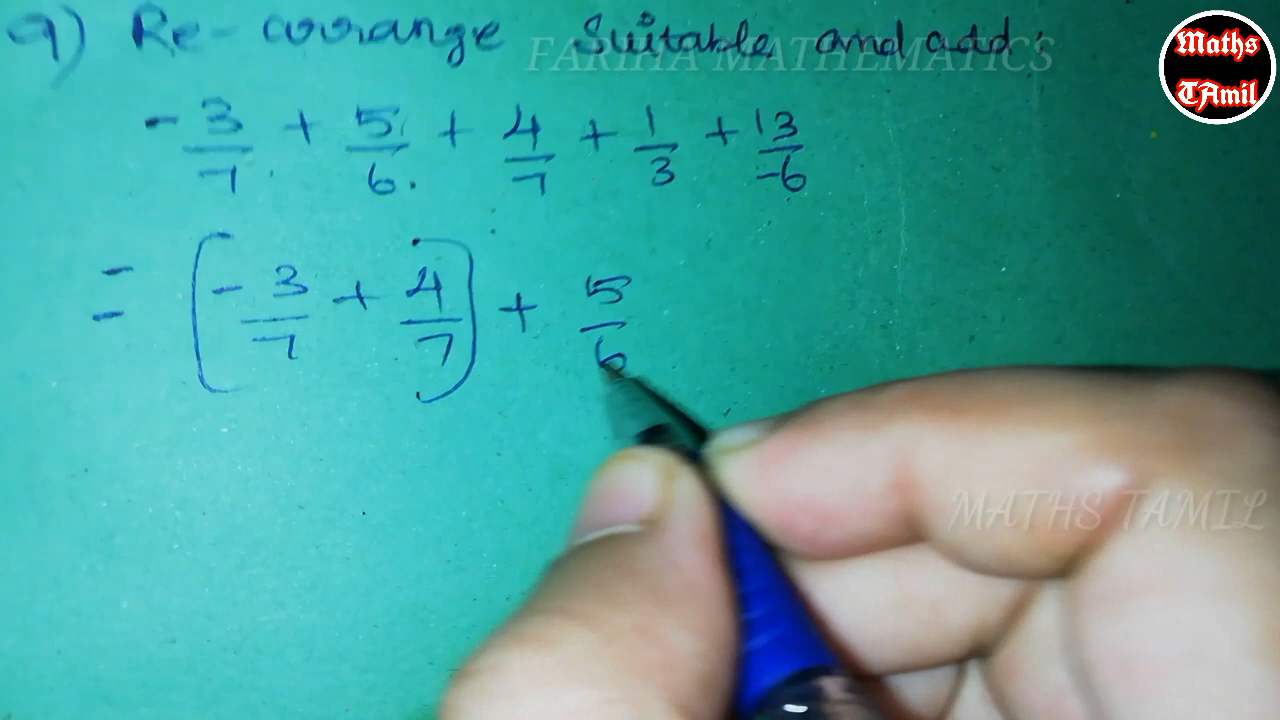 9) Re-arrange Suitable and add:
FARIHA MATHEMATICS
Maths
TAmil
-3/7 + 5/6 + 4/7 + 1/3 + 13/-6
= (-3/7 + 4/7) + 5/6
MATHS TAMIL